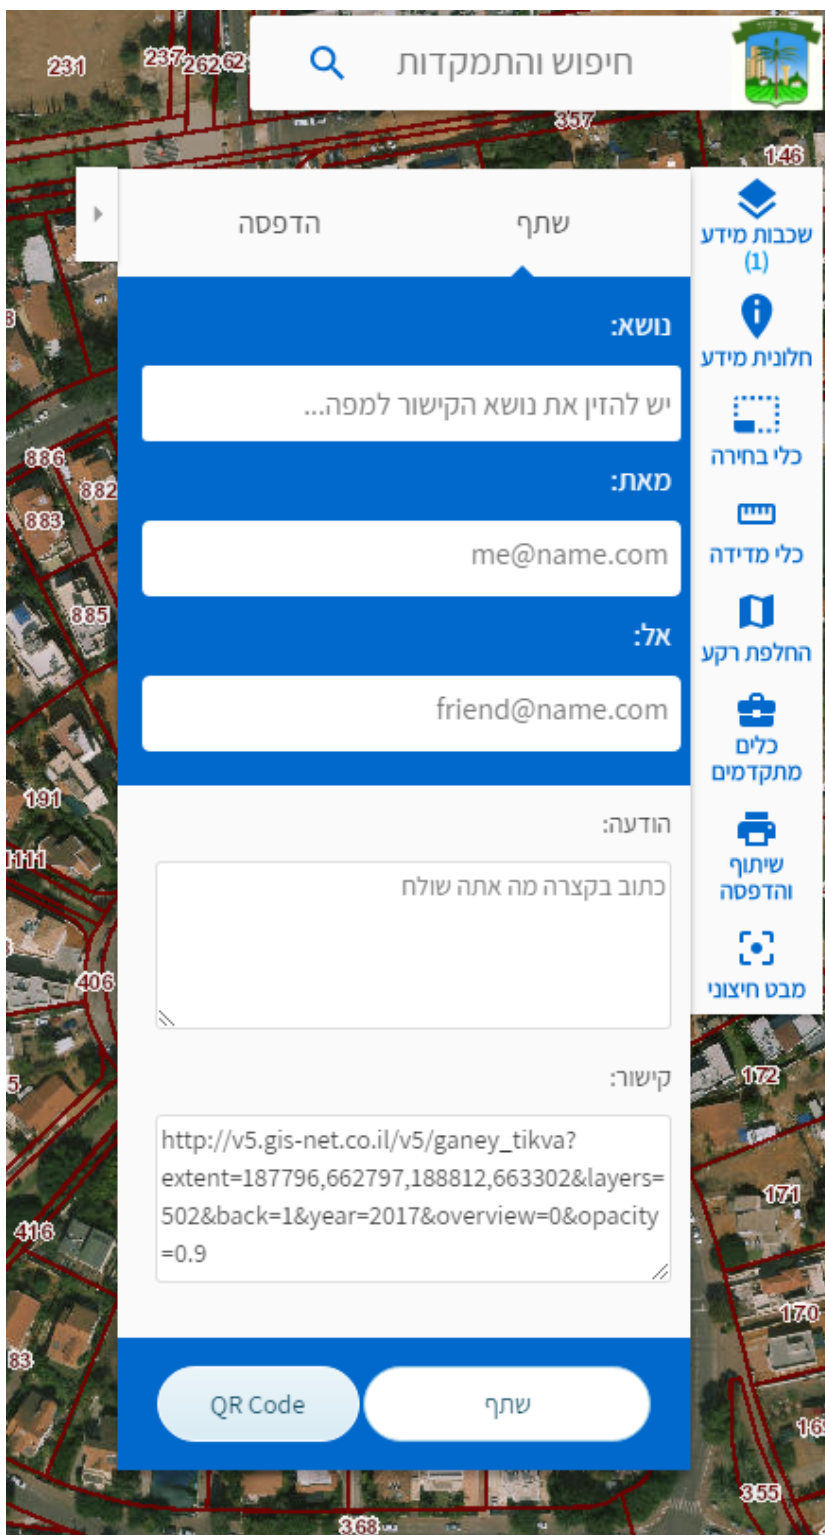 חיפוש והתמקדות
231
237
262
62
357
146
שתף
הדפסה
שכבות מידע
(1)
חלונית מידע
כלי בחירה
כלי מדידה
החלפת רקע
כלים
מתקדמים
שיתוף
והדפסה
מבט חיצוני
נושא:
יש להזין את נושא הקישור למפה...
מאת:
me@name.com
אל:
friend@name.com
הודעה:
כתוב בקצרה מה אתה שולח
קישור:
http://v5.gis-net.co.il/v5/ganey_tikva?
extent=187796,662797,188812,663302&layers=
502&back=1&year=2017&overview=0&opacity
=0.9
שתף
QR Code
886
882
883
885
191
1111
406
416
83
172
171
170
355
368